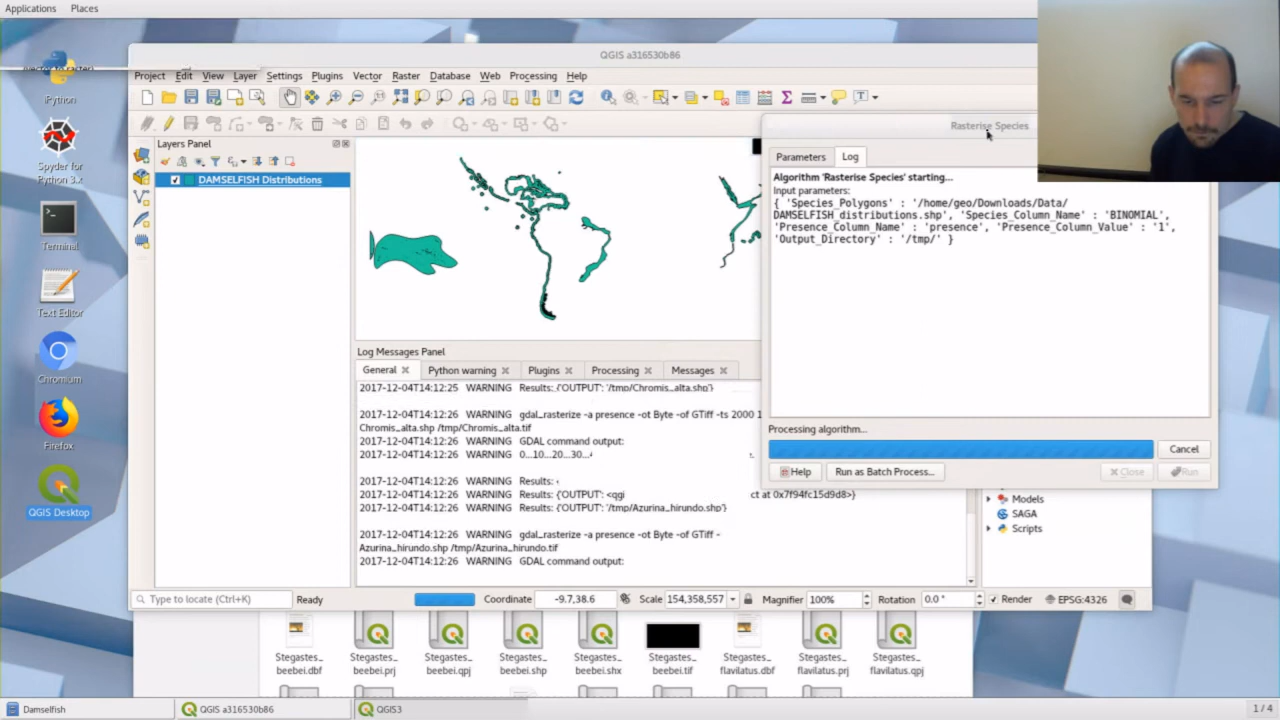 Applications Places
QGIS a316530b86
Project Edit View Layer Settings Plugins Vector Raster Database Web Processing Help
iPython
Spyder for
Python 3.x
Terminal
Text Editor
Chromium
Firefox
QGIS Desktop
Layers Panel
DAMSELFISH Distributions
Rasterise Species
Parameters Log
Algorithm 'Rasterise Species' starting...
Input parameters:
{ 'Species_Polygons' : '/home/geo/Downloads/Data/
DAMSELFISH_distributions.shp', 'Species_Column_Name' : 'BINOMIAL',
'Presence_Column_Name' : 'presence', 'Presence_Column_Value' : '1',
'Output_Directory' : '/tmp/' }
Processing algorithm...
Cancel
Help Run as Batch Process... Close Run
Log Messages Panel
General Python warning Plugins Processing Messages
2017-12-04T14:12:25 WARNING Results: {'OUTPUT': '/tmp/Chromis_alta.shp'}
2017-12-04T14:12:26 WARNING gdal_rasterize -a presence -ot Byte -of GTiff -ts 2000 1
Chromis_alta.shp /tmp/Chromis_alta.tif
2017-12-04T14:12:26 WARNING GDAL command output:
2017-12-04T14:12:26 WARNING 0...10...20...30...
2017-12-04T14:12:26 WARNING Results:
2017-12-04T14:12:26 WARNING Results: {'OUTPUT': <qgi ct at 0x7f94fc15d9d8>}
2017-12-04T14:12:26 WARNING Results: {'OUTPUT': '/tmp/Azurina_hirundo.shp'}
2017-12-04T14:12:26 WARNING gdal_rasterize -a presence -ot Byte -of GTiff -
Azurina_hirundo.shp /tmp/Azurina_hirundo.tif
2017-12-04T14:12:26 WARNING GDAL command output:
Models
SAGA
Scripts
Type to locate (Ctrl+K) Ready Coordinate -9.7,38.6 Scale 154,358,557 Magnifier 100% Rotation 0.0 ° Render EPSG:4326
Stegastes_
beebei.dbf
Stegastes_
beebei.prj
Stegastes_
beebei.qpj
Stegastes_
beebei.shp
Stegastes_
beebei.shx
Stegastes_
beebei.tif
Stegastes_
flavilatus.dbf
Stegastes_
flavilatus.prj
Stegastes_
flavilatus.qpj
Damselfish QGIS a316530b86 QGIS3 1 / 4